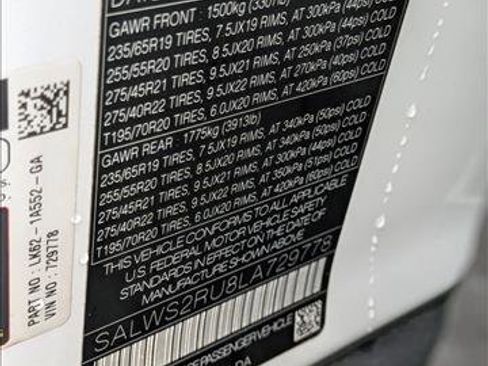 GAWR FRONT : 1500kg (3307lb)
235/65R19 TIRES, 7.5JX19 RIMS, AT 300kPa (44psi) COLD
255/55R20 TIRES, 8.5JX20 RIMS, AT 300kPa (44psi) COLD
275/45R21 TIRES, 9.5JX21 RIMS, AT 250kPa (37psi) COLD
275/40R22 TIRES, 9.5JX22 RIMS, AT 270kPa (40psi) COLD
T195/70R20 TIRES, 6.0JX20 RIMS, AT 420kPa (60psi) COLD
GAWR REAR : 1775kg (3913lb)
235/65R19 TIRES, 7.5JX19 RIMS, AT 340kPa (50psi) COLD
255/55R20 TIRES, 8.5JX20 RIMS, AT 340kPa (50psi) COLD
275/45R21 TIRES, 9.5JX21 RIMS, AT 300kPa (44psi) COLD
275/40R22 TIRES, 9.5JX22 RIMS, AT 350kPa (51psi) COLD
T195/70R20 TIRES, 6.0JX20 RIMS, AT 420kPa (60psi) COLD
THIS VEHICLE CONFORMS TO ALL APPLICABLE
U.S. FEDERAL MOTOR VEHICLE SAFETY
STANDARDS IN EFFECT ON THE DATE OF
MANUFACTURE SHOWN ABOVE.
SALWS2RU8LA729778
PASSENGER VEHICLE
PART NO : LK62-1A552-GA
VIN NO : 729778